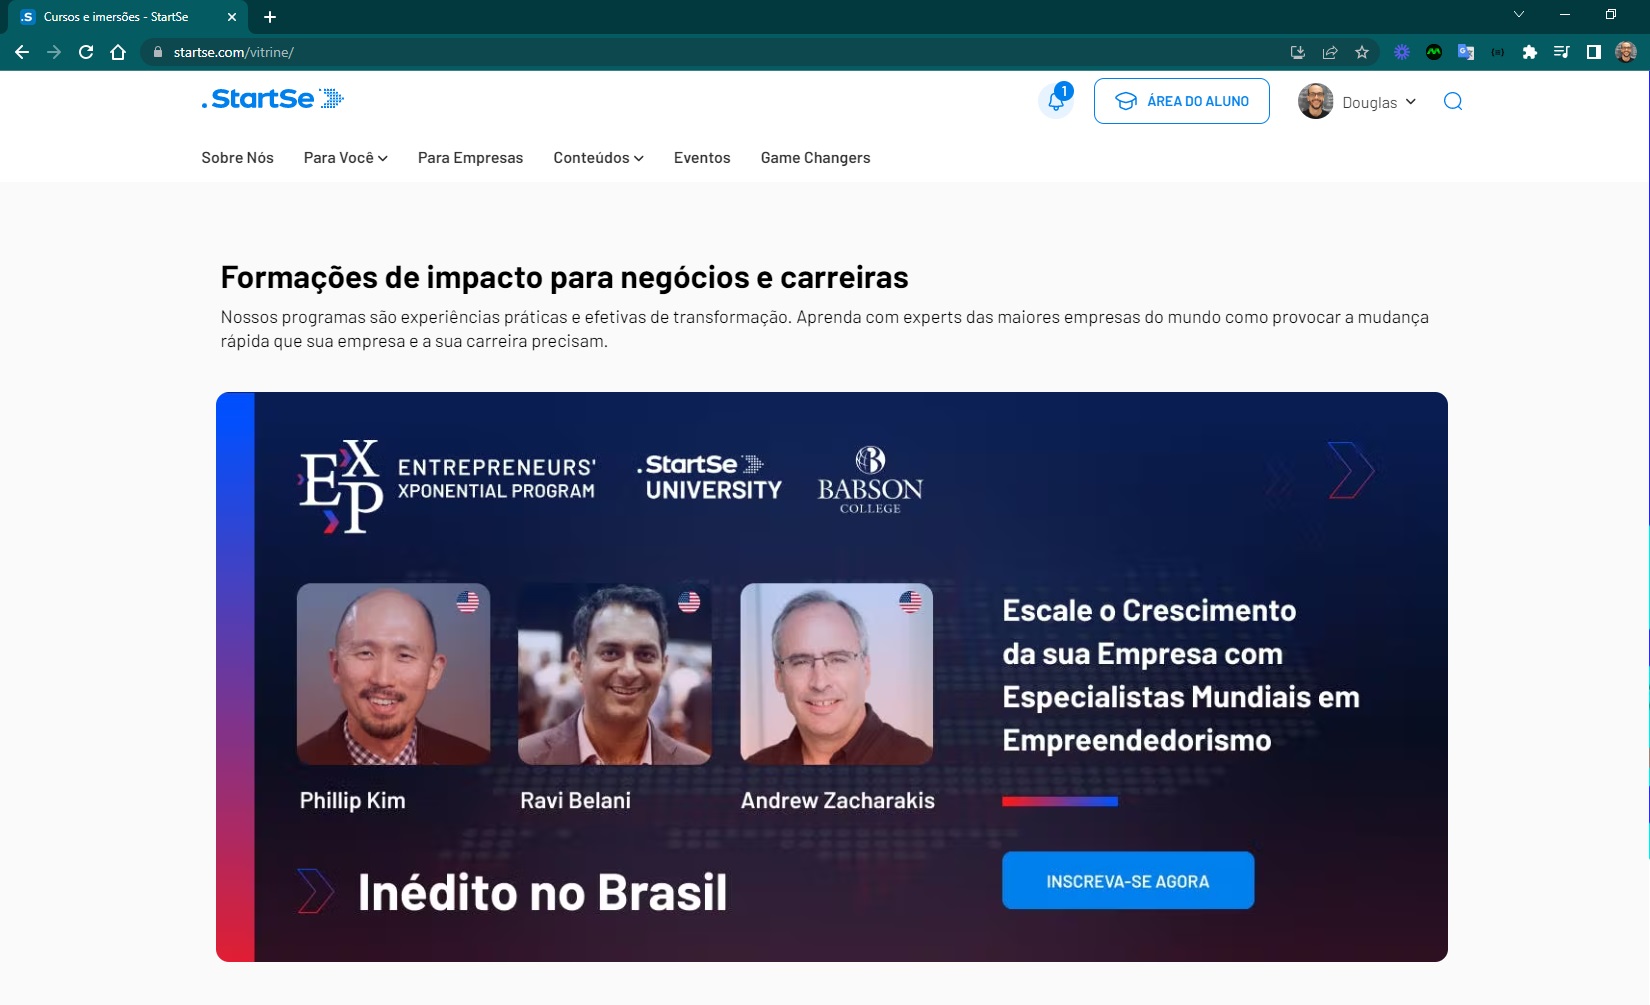 Cursos e imersões - StartSe
startse.com/vitrine/
.StartSe
1
ÁREA DO ALUNO
Douglas
Sobre Nós
Para Você
Para Empresas
Conteúdos
Eventos
Game Changers
Formações de impacto para negócios e carreiras
Nossos programas são experiências práticas e efetivas de transformação. Aprenda com experts das maiores empresas do mundo como provocar a mudança
rápida que sua empresa e a sua carreira precisam.
EXP
ENTREPRENEURS'
XPONENTIAL PROGRAM
.StartSe
UNIVERSITY
BABSON
COLLEGE
Escale o Crescimento
da sua Empresa com
Especialistas Mundiais em
Empreendedorismo
Phillip Kim
Ravi Belani
Andrew Zacharakis
Inédito no Brasil
INSCREVA-SE AGORA